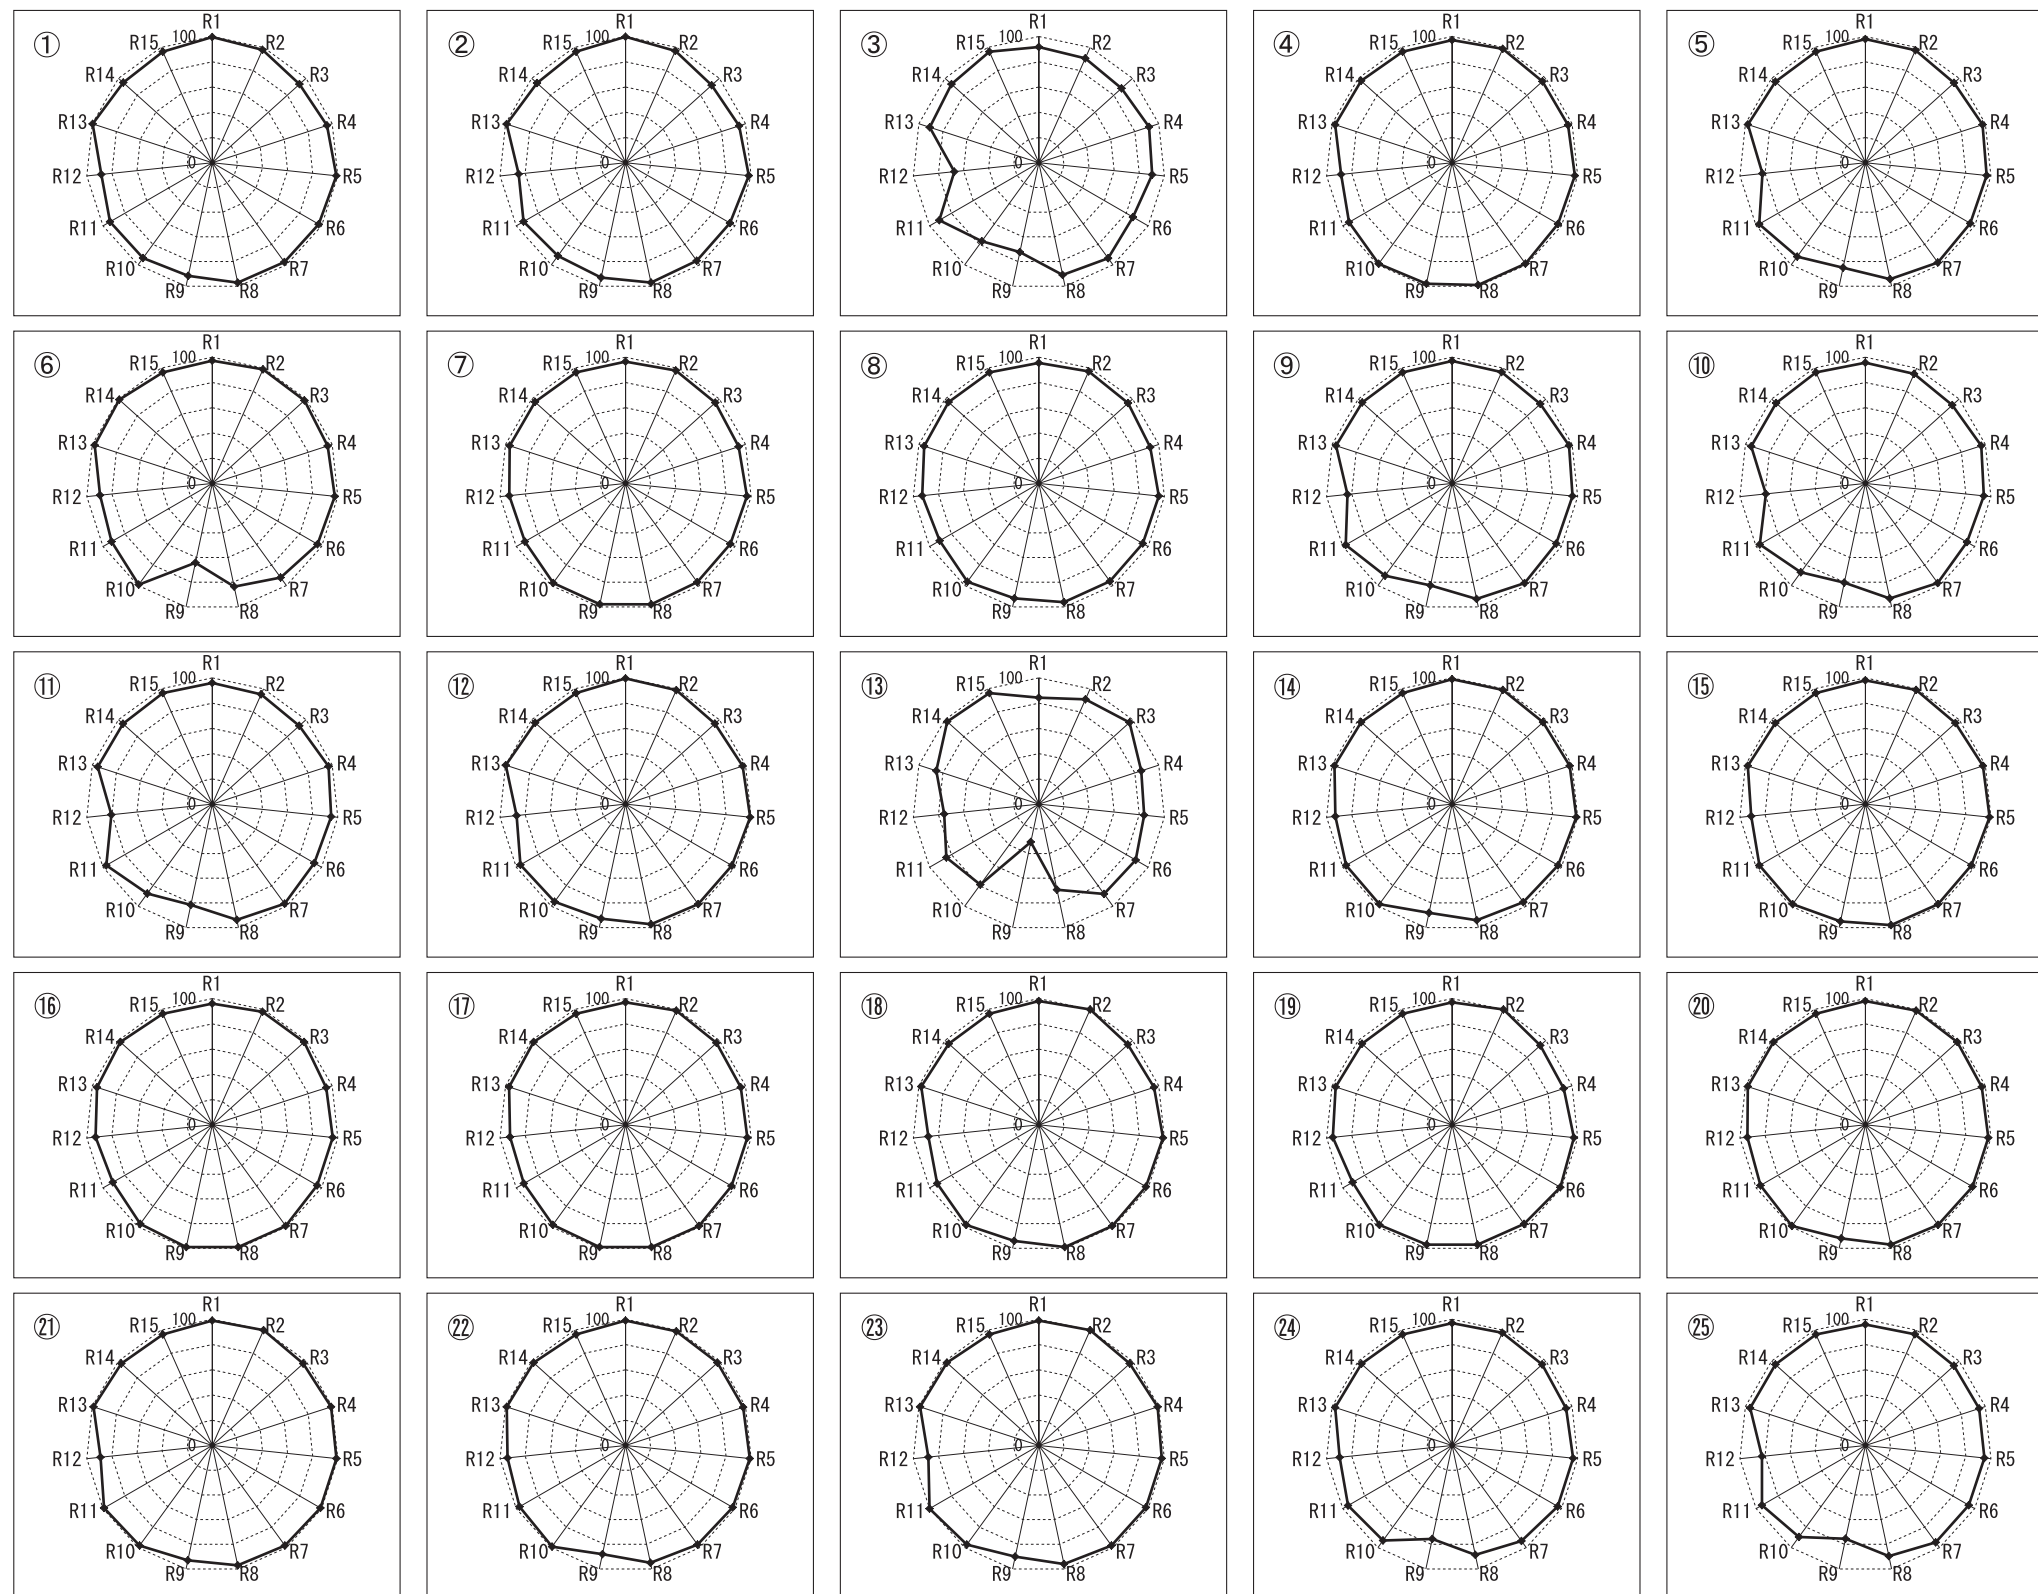 ①
R1
R15 100 R2
R14 R3
R13 R4
0
R12 R5
R11 R6
R10 R7
R9 R8
②
R1
R15 100 R2
R14 R3
R13 R4
0
R12 R5
R11 R6
R10 R7
R9 R8
③
R1
R15 100 R2
R14 R3
R13 R4
0
R12 R5
R11 R6
R10 R7
R9 R8
④
R1
R15 100 R2
R14 R3
R13 R4
0
R12 R5
R11 R6
R10 R7
R9 R8
⑤
R1
R15 100 R2
R14 R3
R13 R4
0
R12 R5
R11 R6
R10 R7
R9 R8
⑥
R1
R15 100 R2
R14 R3
R13 R4
0
R12 R5
R11 R6
R10 R7
R9 R8
⑦
R1
R15 100 R2
R14 R3
R13 R4
0
R12 R5
R11 R6
R10 R7
R9 R8
⑧
R1
R15 100 R2
R14 R3
R13 R4
0
R12 R5
R11 R6
R10 R7
R9 R8
⑨
R1
R15 100 R2
R14 R3
R13 R4
0
R12 R5
R11 R6
R10 R7
R9 R8
⑩
R1
R15 100 R2
R14 R3
R13 R4
0
R12 R5
R11 R6
R10 R7
R9 R8
⑪
R1
R15 100 R2
R14 R3
R13 R4
0
R12 R5
R11 R6
R10 R7
R9 R8
⑫
R1
R15 100 R2
R14 R3
R13 R4
0
R12 R5
R11 R6
R10 R7
R9 R8
⑬
R1
R15 100 R2
R14 R3
R13 R4
0
R12 R5
R11 R6
R10 R7
R9 R8
⑭
R1
R15 100 R2
R14 R3
R13 R4
0
R12 R5
R11 R6
R10 R7
R9 R8
⑮
R1
R15 100 R2
R14 R3
R13 R4
0
R12 R5
R11 R6
R10 R7
R9 R8
⑯
R1
R15 100 R2
R14 R3
R13 R4
0
R12 R5
R11 R6
R10 R7
R9 R8
⑰
R1
R15 100 R2
R14 R3
R13 R4
0
R12 R5
R11 R6
R10 R7
R9 R8
⑱
R1
R15 100 R2
R14 R3
R13 R4
0
R12 R5
R11 R6
R10 R7
R9 R8
⑲
R1
R15 100 R2
R14 R3
R13 R4
0
R12 R5
R11 R6
R10 R7
R9 R8
⑳
R1
R15 100 R2
R14 R3
R13 R4
0
R12 R5
R11 R6
R10 R7
R9 R8
㉑
R1
R15 100 R2
R14 R3
R13 R4
0
R12 R5
R11 R6
R10 R7
R9 R8
㉒
R1
R15 100 R2
R14 R3
R13 R4
0
R12 R5
R11 R6
R10 R7
R9 R8
㉓
R1
R15 100 R2
R14 R3
R13 R4
0
R12 R5
R11 R6
R10 R7
R9 R8
㉔
R1
R15 100 R2
R14 R3
R13 R4
0
R12 R5
R11 R6
R10 R7
R9 R8
㉕
R1
R15 100 R2
R14 R3
R13 R4
0
R12 R5
R11 R6
R10 R7
R9 R8